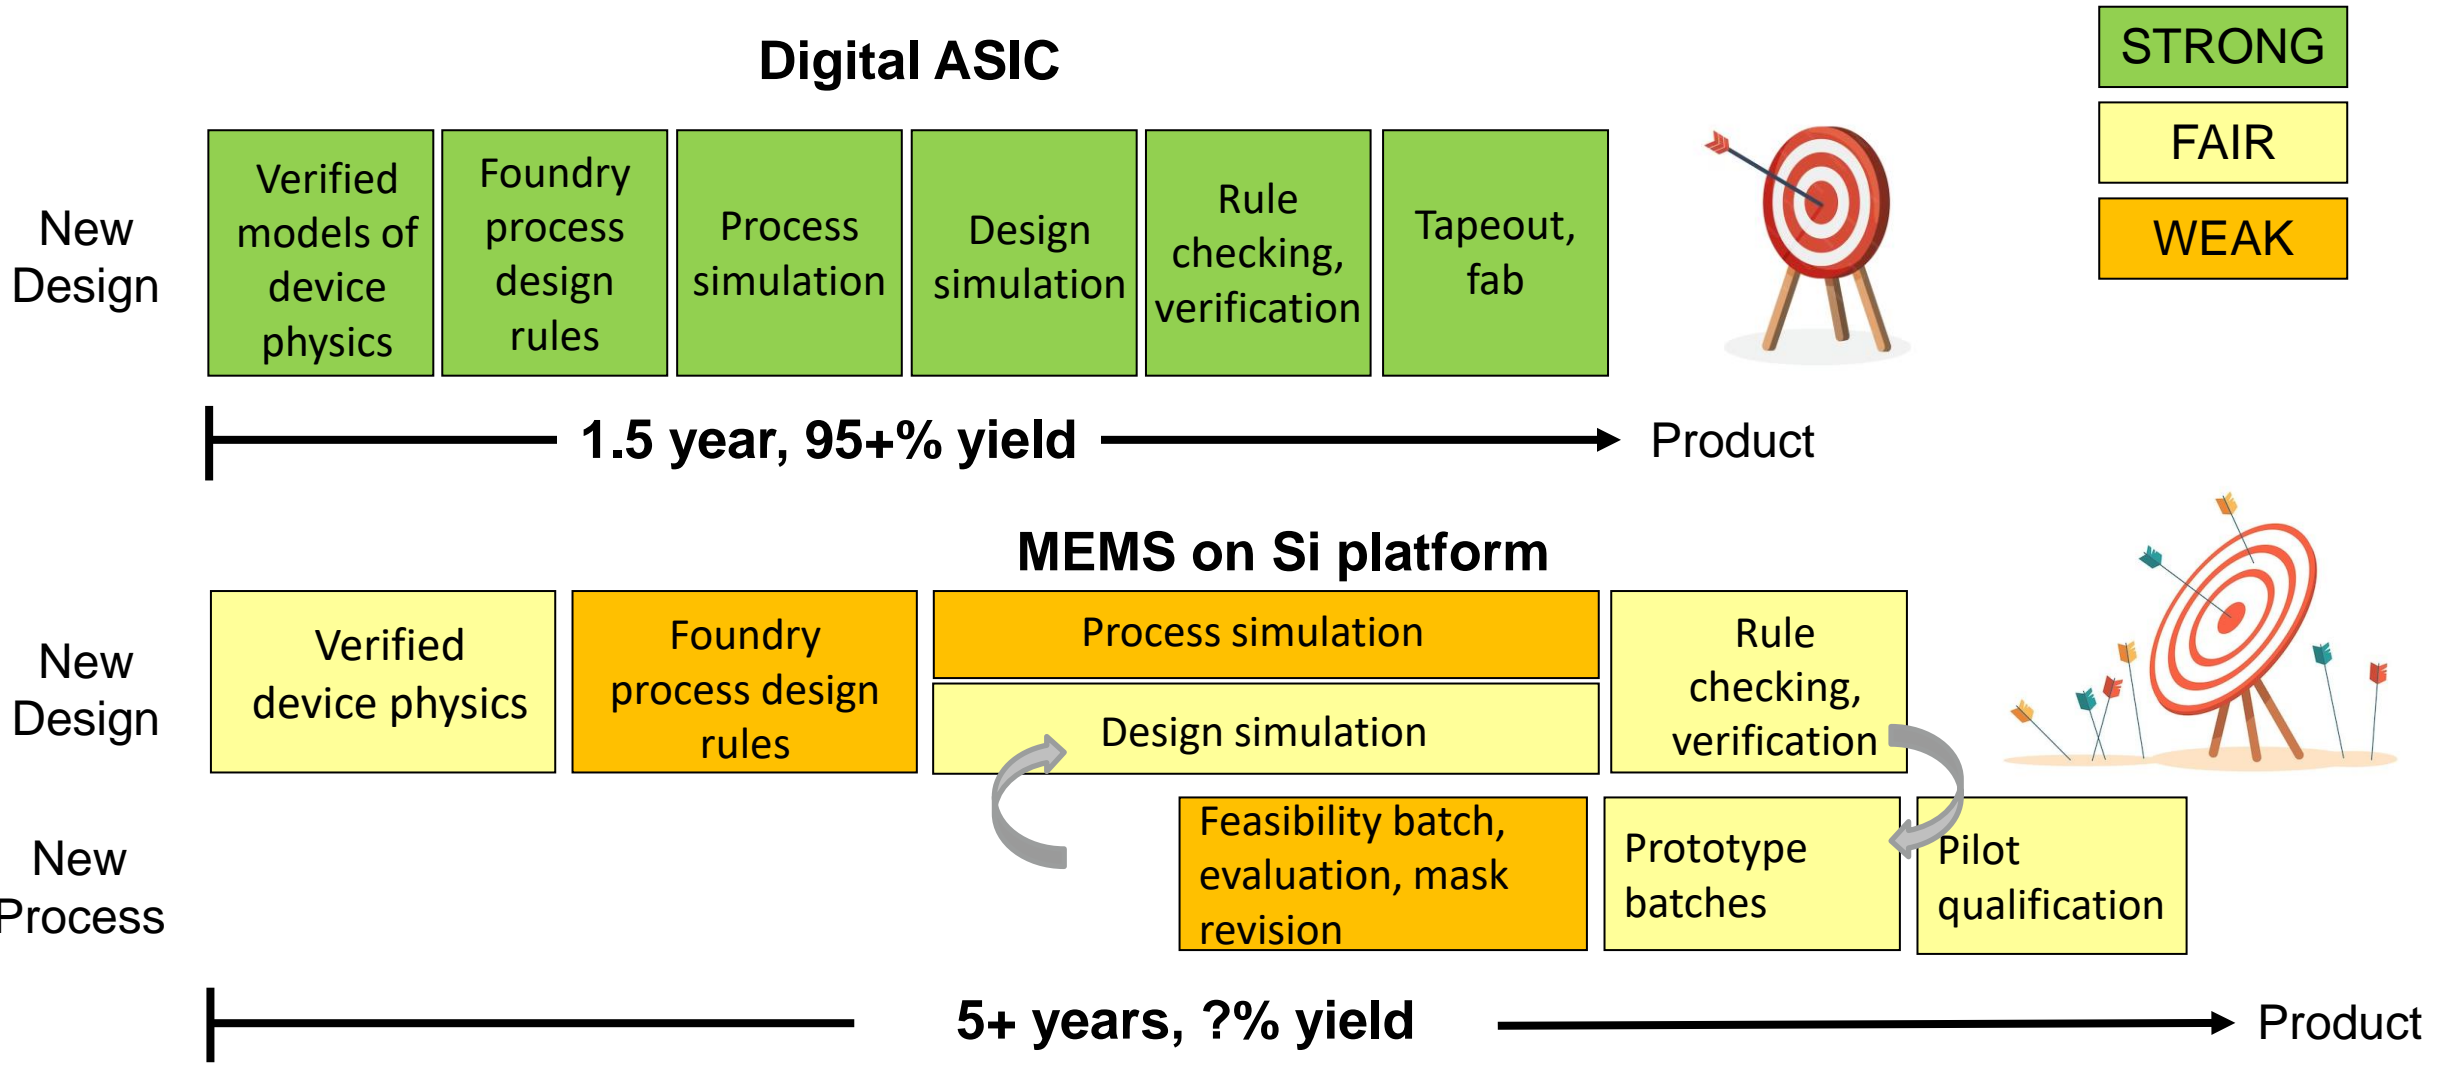 Digital ASIC
STRONG
FAIR
WEAK
New
Design
Verified
models of
device
physics
Foundry
process
design
rules
Process
simulation
Design
simulation
Rule
checking,
verification
Tapeout,
fab
1.5 year, 95+% yield
Product
MEMS on Si platform
New
Design
Verified
device physics
Foundry
process design
rules
Process simulation
Design simulation
Rule
checking,
verification
New
Process
Feasibility batch,
evaluation, mask
revision
Prototype
batches
Pilot
qualification
5+ years, ?% yield
Product